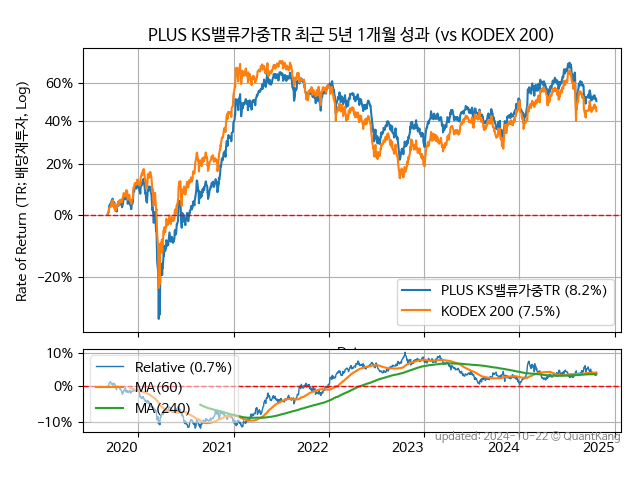 PLUS KS밸류가중TR 최근 5년 1개월 성과 (vs KODEX 200)
Rate of Return (TR: 배당재투자, Log)
60%
40%
20%
0%
−20%
PLUS KS밸류가중TR (8.2%)
KODEX 200 (7.5%)
10%
0%
−10%
Relative (0.7%)
MA(60)
MA(240)
2020
2021
2022
2023
2024
2025
updated: 2024-10-22 © QuantKang